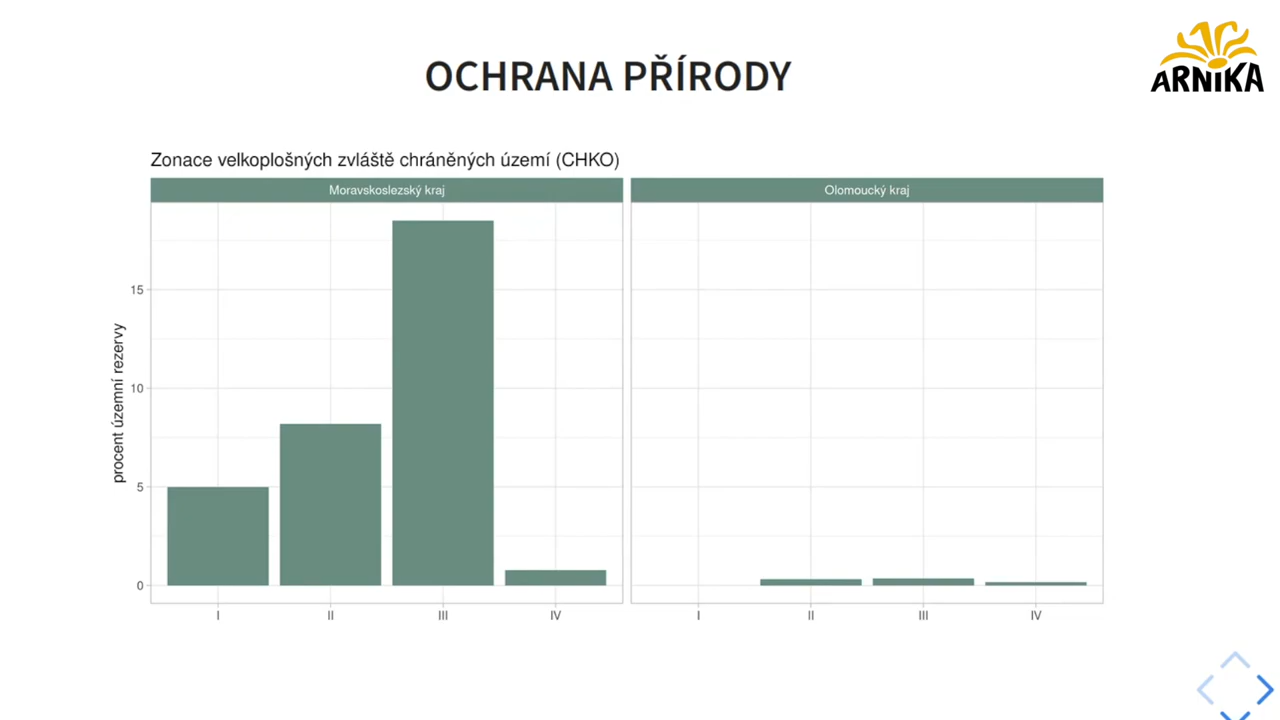 OCHRANA PŘÍRODY
ARNIKA
Zonace velkoplošných zvláště chráněných území (CHKO)
Moravskoslezský kraj
Olomoucký kraj
procent územní rezervy
15
10
5
0
I II III IV
I II III IV